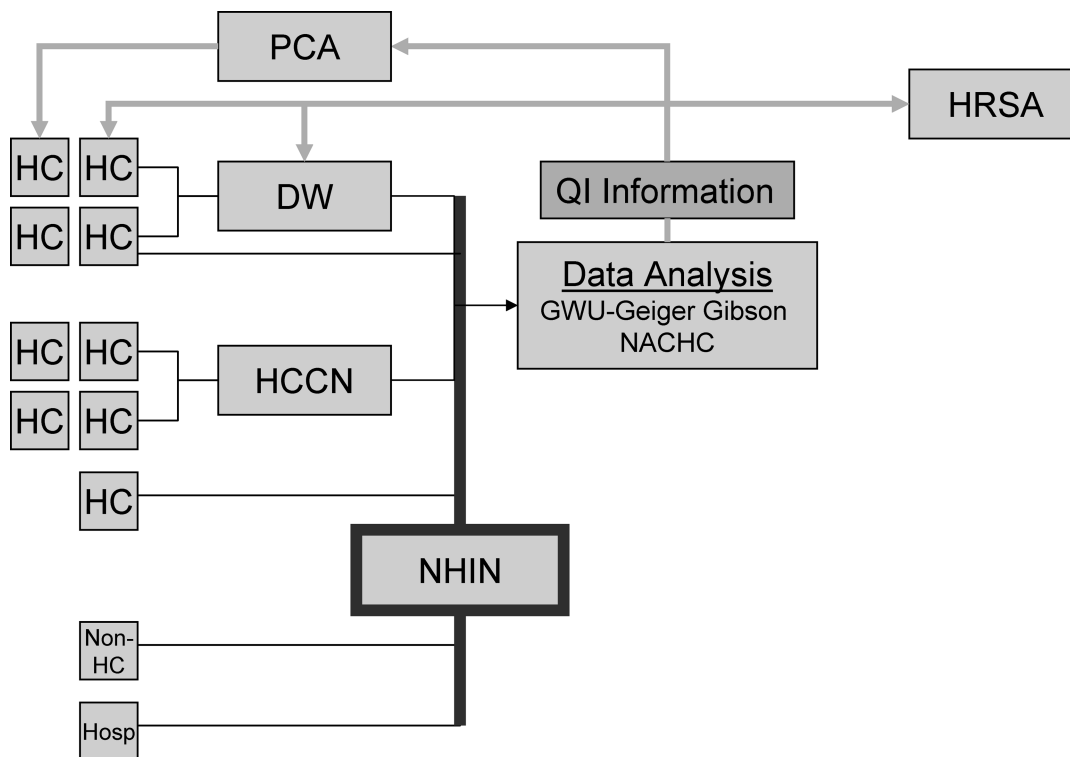 PCA
HRSA
HC HC
DW
QI Information
HC HC
Data Analysis
GWU-Geiger Gibson
NACHC
HC HC
HCCN
HC HC
HC
NHIN
Non-
HC
Hosp